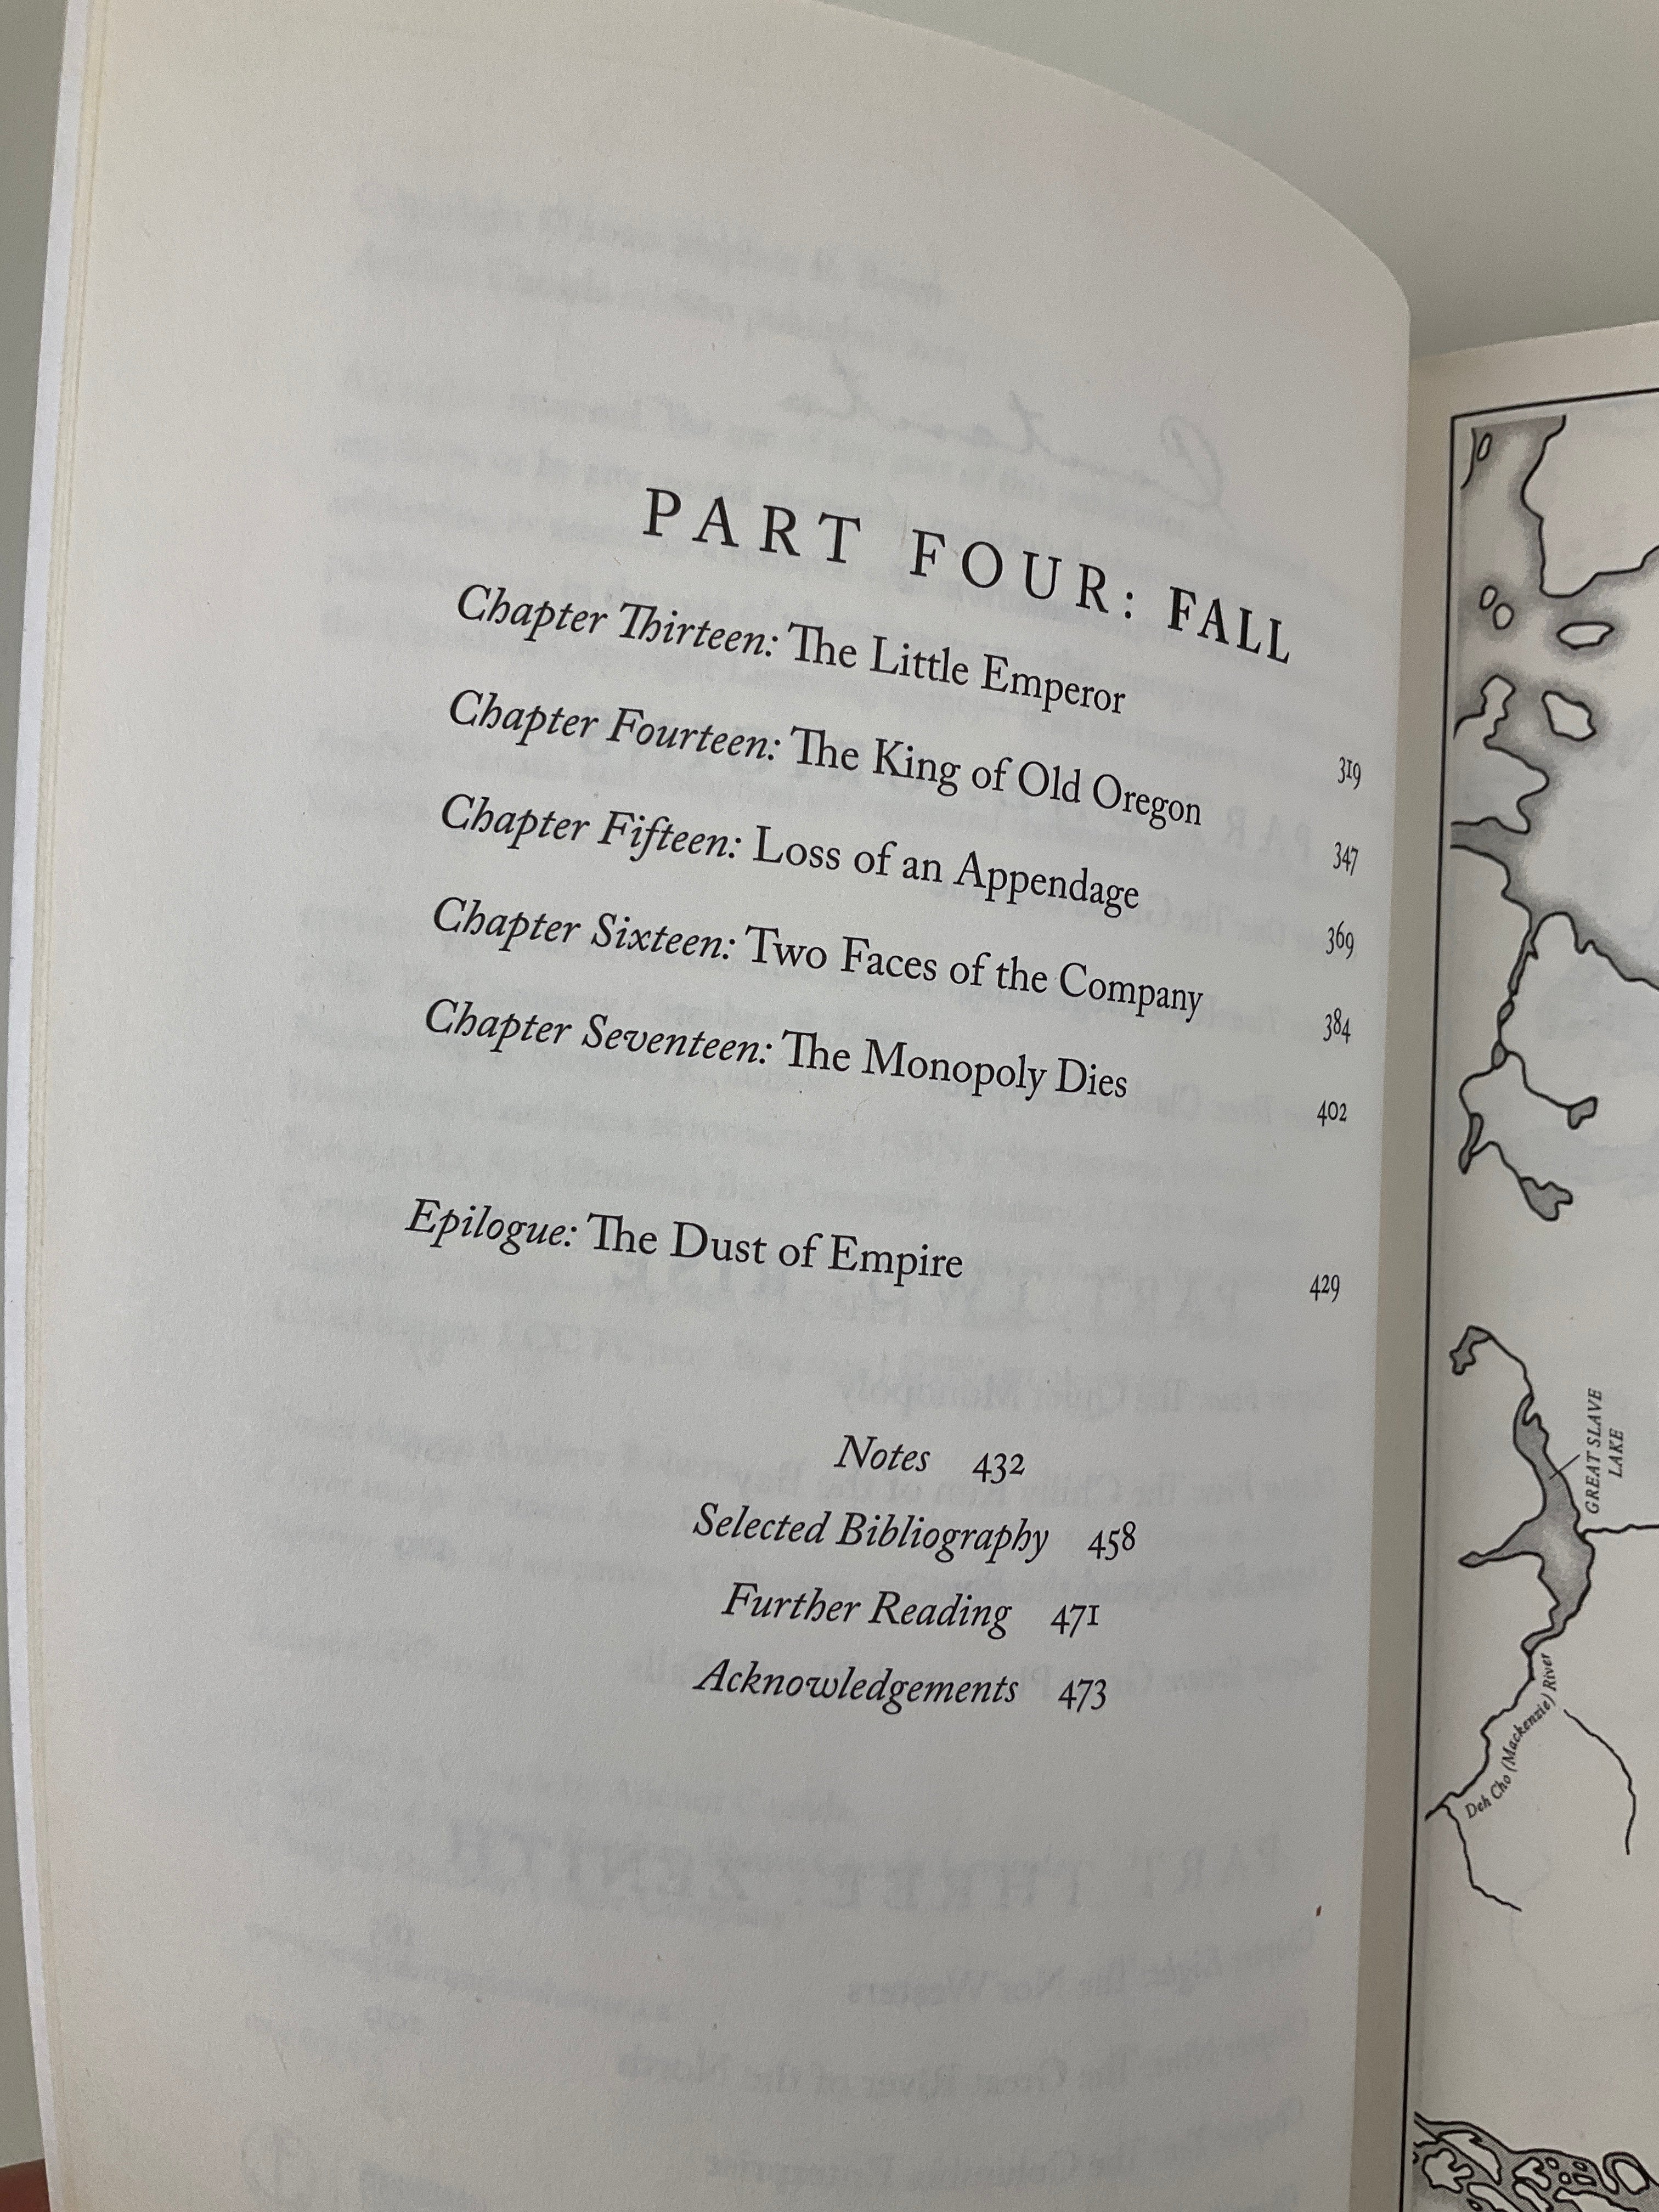 PART FOUR: FALL
Chapter Thirteen: The Little Emperor 319
Chapter Fourteen: The King of Old Oregon 347
Chapter Fifteen: Loss of an Appendage 369
Chapter Sixteen: Two Faces of the Company 384
Chapter Seventeen: The Monopoly Dies 402
Epilogue: The Dust of Empire 429
Notes 432
Selected Bibliography 458
Further Reading 471
Acknowledgements 473
GREAT SLAVE
LAKE
Deh Cho (Mackenzie) River